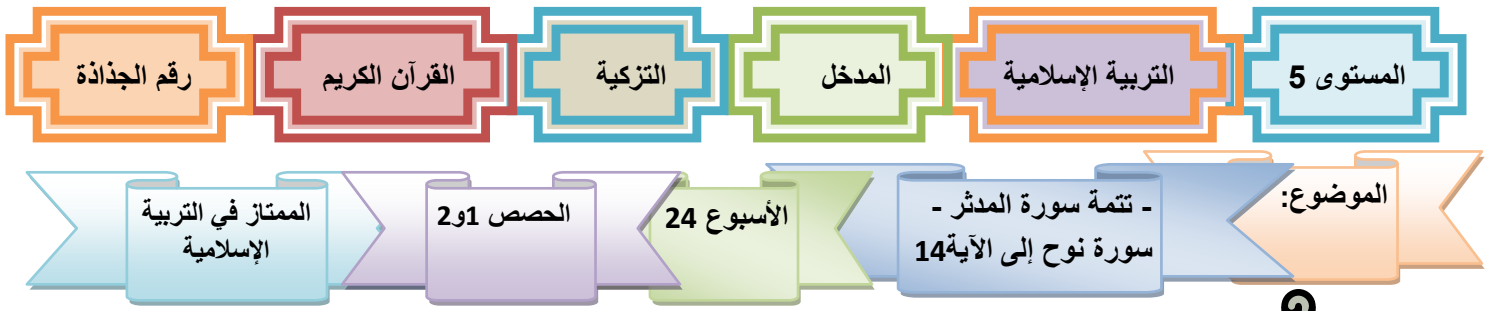 المستوى 5
التربية الإسلامية
المدخل
التزكية
القرآن الكريم
رقم الجذاذة
الموضوع:
- تتمة سورة المدثر -
سورة نوح إلى الآية14
الأسبوع 24
الحصص 1و2
الممتاز في التربية
الإسلامية